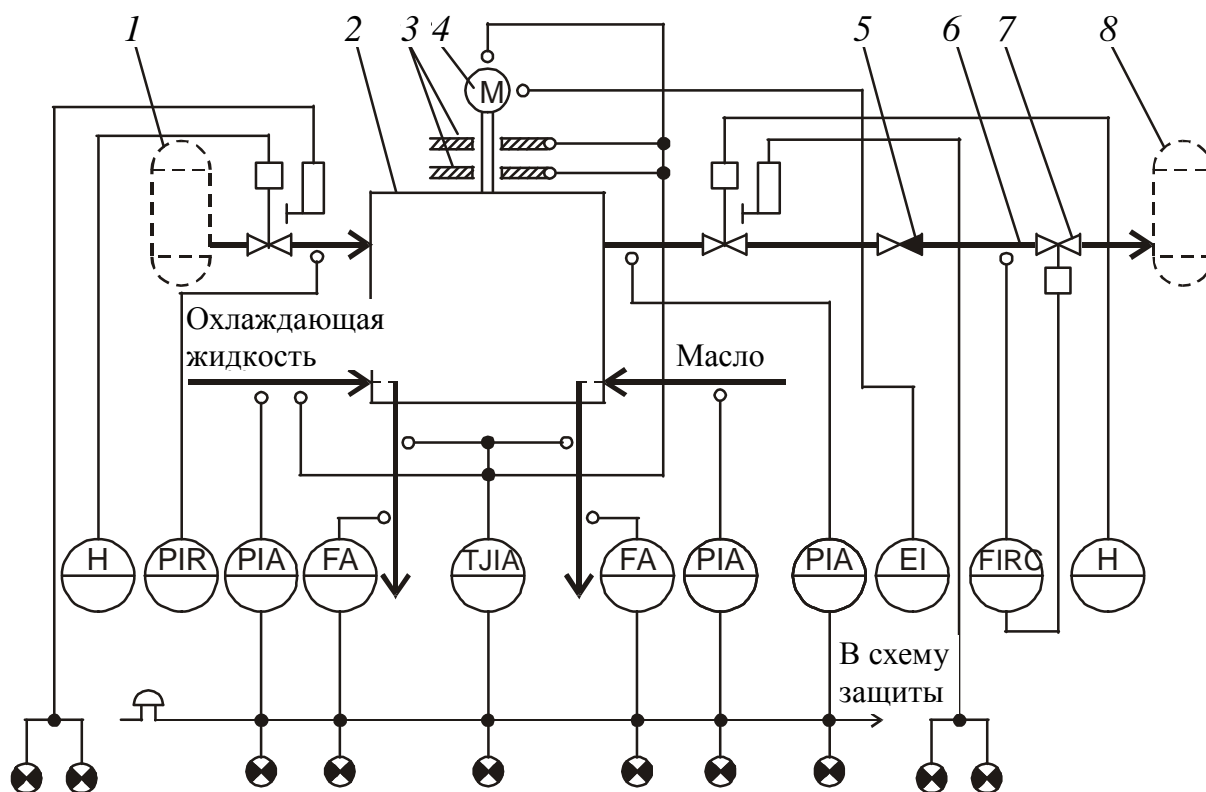 1
2
3
4
5
6
7
8
M
Охлаждающая
жидкость
Масло
H
PIR
PIA
FA
TJIA
FA
PIA
PIA
EI
FIRC
H
В схему
защиты